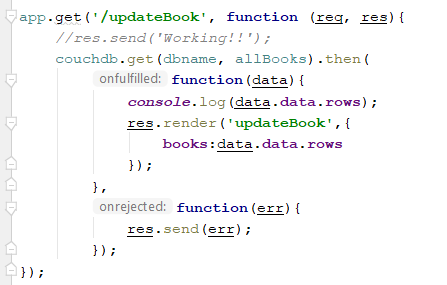 app.get('/updateBook', function (req, res){
    //res.send('Working!!');
    couchdb.get(dbname, allBooks).then(
        onfulfilled: function(data){
            console.log(data.data.rows);
            res.render('updateBook',{
                books:data.data.rows
            });
        },
        onrejected: function(err){
            res.send(err);
        });
});